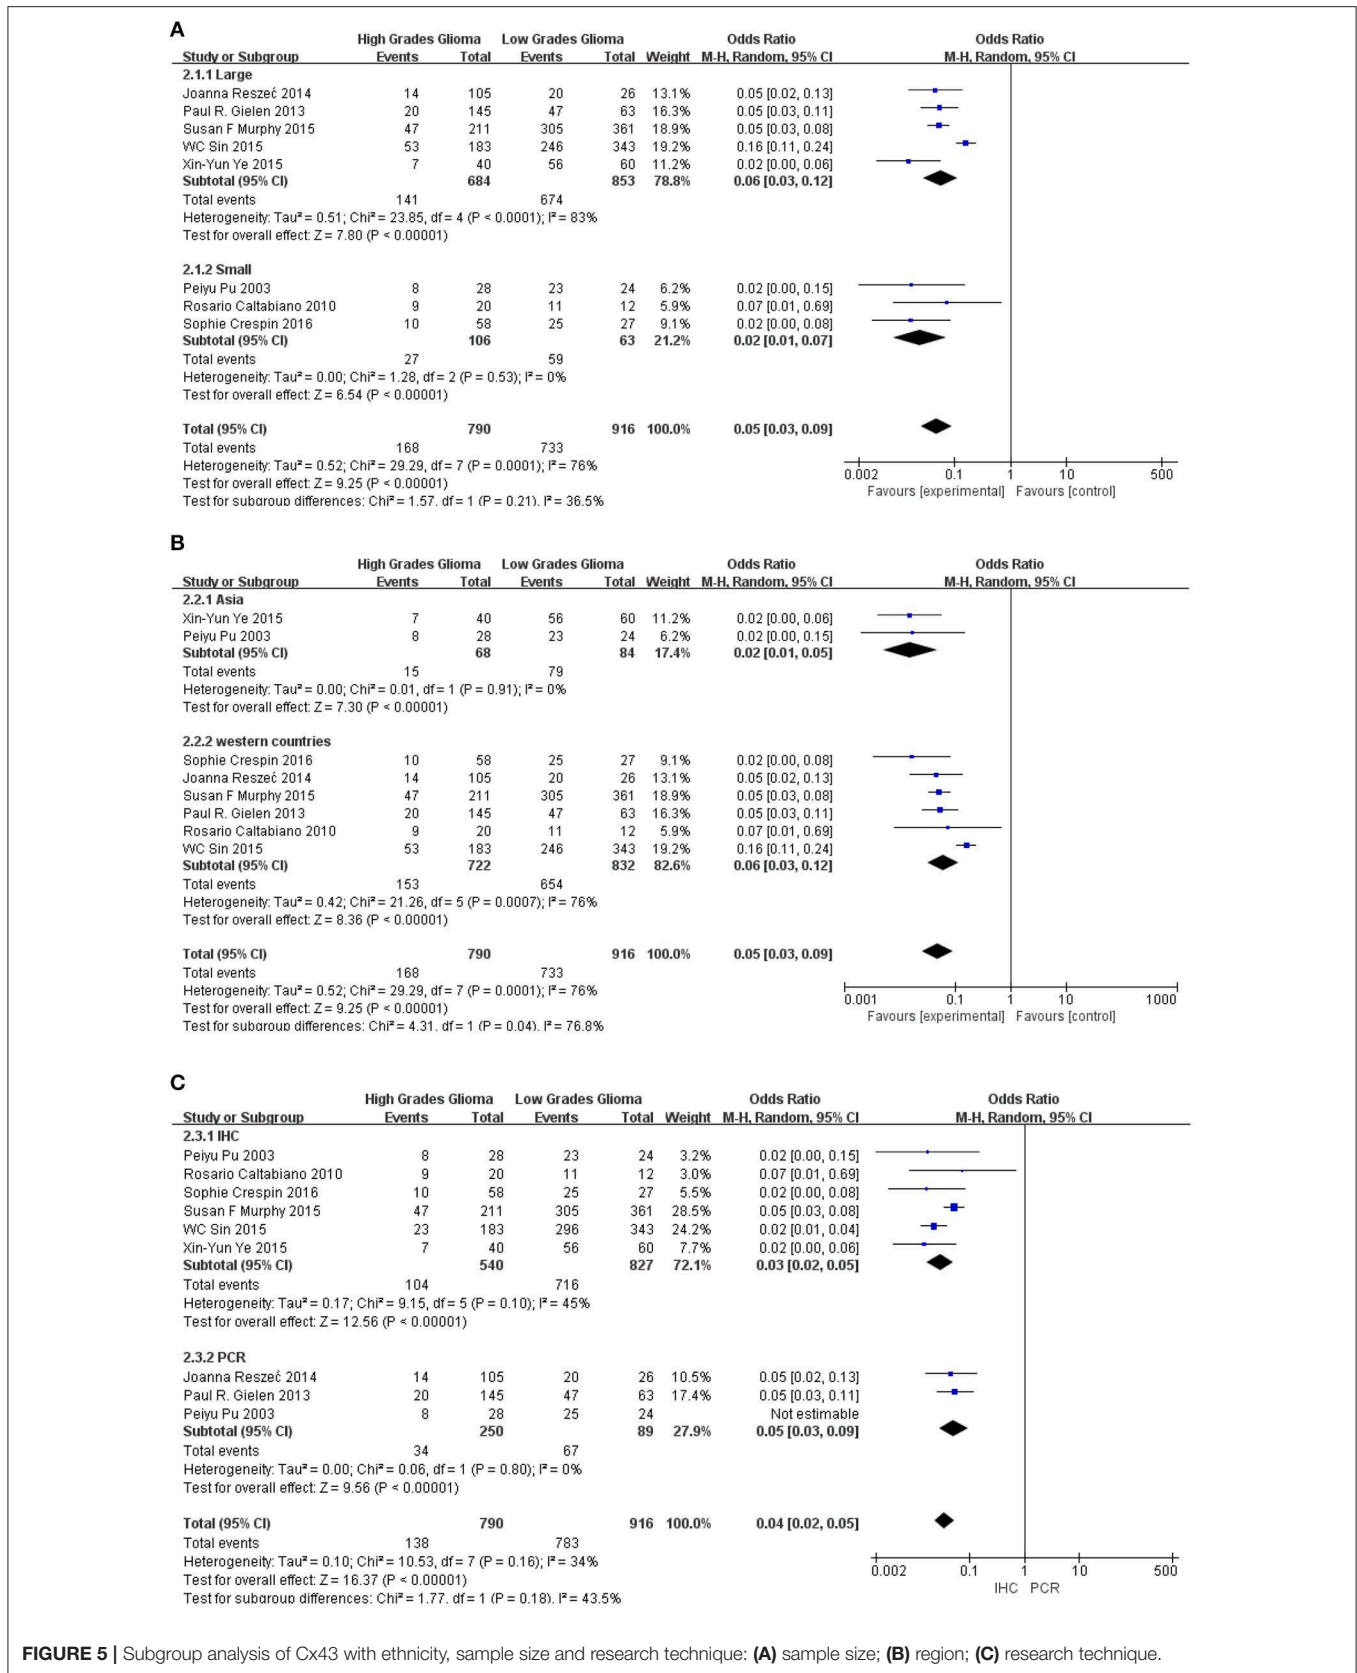 A
High Grades Glioma Low Grades Glioma Odds Ratio Odds Ratio
Study or Subgroup Events Total Events Total Weight M-H, Random, 95% CI M-H, Random, 95% CI
2.1.1 Large
Joanna Reszeć 2014 14 105 20 26 13.1% 0.05 [0.02, 0.13]
Paul R. Gielen 2013 20 145 47 63 16.3% 0.05 [0.03, 0.11]
Susan F Murphy 2015 47 211 305 361 18.9% 0.05 [0.03, 0.08]
WC Sin 2015 53 183 246 343 19.2% 0.16 [0.11, 0.24]
Xin-Yun Ye 2015 7 40 56 60 11.2% 0.02 [0.00, 0.06]
Subtotal (95% CI) 684 853 78.8% 0.06 [0.03, 0.12]
Total events 141 674
Heterogeneity: Tau² = 0.51; Chi² = 23.85, df = 4 (P < 0.0001); I² = 83%
Test for overall effect: Z = 7.80 (P < 0.00001)
2.1.2 Small
Peiyu Pu 2003 8 28 23 24 6.2% 0.02 [0.00, 0.15]
Rosario Caltabiano 2010 9 20 11 12 5.9% 0.07 [0.01, 0.69]
Sophie Crespin 2016 10 58 25 27 9.1% 0.02 [0.00, 0.08]
Subtotal (95% CI) 106 63 21.2% 0.02 [0.01, 0.07]
Total events 27 59
Heterogeneity: Tau² = 0.00; Chi² = 1.28, df = 2 (P = 0.53); I² = 0%
Test for overall effect: Z = 6.54 (P < 0.00001)
Total (95% CI) 790 916 100.0% 0.05 [0.03, 0.09]
Total events 168 733
Heterogeneity: Tau² = 0.52; Chi² = 29.29, df = 7 (P = 0.0001); I² = 76%
Test for overall effect: Z = 9.25 (P < 0.00001)
Test for subgroup differences: Chi² = 1.57, df = 1 (P = 0.21), I² = 36.5%
0.002 0.1 1 10 500
Favours [experimental] Favours [control]
B
High Grades Glioma Low Grades Glioma Odds Ratio Odds Ratio
Study or Subgroup Events Total Events Total Weight M-H, Random, 95% CI M-H, Random, 95% CI
2.2.1 Asia
Xin-Yun Ye 2015 7 40 56 60 11.2% 0.02 [0.00, 0.06]
Peiyu Pu 2003 8 28 23 24 6.2% 0.02 [0.00, 0.15]
Subtotal (95% CI) 68 84 17.4% 0.02 [0.01, 0.05]
Total events 15 79
Heterogeneity: Tau² = 0.00; Chi² = 0.01, df = 1 (P = 0.91); I² = 0%
Test for overall effect: Z = 7.30 (P < 0.00001)
2.2.2 western countries
Sophie Crespin 2016 10 58 25 27 9.1% 0.02 [0.00, 0.08]
Joanna Reszeć 2014 14 105 20 26 13.1% 0.05 [0.02, 0.13]
Susan F Murphy 2015 47 211 305 361 18.9% 0.05 [0.03, 0.08]
Paul R. Gielen 2013 20 145 47 63 16.3% 0.05 [0.03, 0.11]
Rosario Caltabiano 2010 9 20 11 12 5.9% 0.07 [0.01, 0.69]
WC Sin 2015 53 183 246 343 19.2% 0.16 [0.11, 0.24]
Subtotal (95% CI) 722 832 82.6% 0.06 [0.03, 0.12]
Total events 153 654
Heterogeneity: Tau² = 0.42; Chi² = 21.26, df = 5 (P = 0.0007); I² = 76%
Test for overall effect: Z = 8.36 (P < 0.00001)
Total (95% CI) 790 916 100.0% 0.05 [0.03, 0.09]
Total events 168 733
Heterogeneity: Tau² = 0.52; Chi² = 29.29, df = 7 (P = 0.0001); I² = 76%
Test for overall effect: Z = 9.25 (P < 0.00001)
Test for subgroup differences: Chi² = 4.31, df = 1 (P = 0.04), I² = 76.8%
0.001 0.1 1 10 1000
Favours [experimental] Favours [control]
C
High Grades Glioma Low Grades Glioma Odds Ratio Odds Ratio
Study or Subgroup Events Total Events Total Weight M-H, Random, 95% CI M-H, Random, 95% CI
2.3.1 IHC
Peiyu Pu 2003 8 28 23 24 3.2% 0.02 [0.00, 0.15]
Rosario Caltabiano 2010 9 20 11 12 3.0% 0.07 [0.01, 0.69]
Sophie Crespin 2016 10 58 25 27 5.5% 0.02 [0.00, 0.08]
Susan F Murphy 2015 47 211 305 361 28.5% 0.05 [0.03, 0.08]
WC Sin 2015 23 183 296 343 24.2% 0.02 [0.01, 0.04]
Xin-Yun Ye 2015 7 40 56 60 7.7% 0.02 [0.00, 0.06]
Subtotal (95% CI) 540 827 72.1% 0.03 [0.02, 0.05]
Total events 104 716
Heterogeneity: Tau² = 0.17; Chi² = 9.15, df = 5 (P = 0.10); I² = 45%
Test for overall effect: Z = 12.56 (P < 0.00001)
2.3.2 PCR
Joanna Reszeć 2014 14 105 20 26 10.5% 0.05 [0.02, 0.13]
Paul R. Gielen 2013 20 145 47 63 17.4% 0.05 [0.03, 0.11]
Peiyu Pu 2003 8 28 25 24 Not estimable
Subtotal (95% CI) 250 89 27.9% 0.05 [0.03, 0.09]
Total events 34 67
Heterogeneity: Tau² = 0.00; Chi² = 0.06, df = 1 (P = 0.80); I² = 0%
Test for overall effect: Z = 9.56 (P < 0.00001)
Total (95% CI) 790 916 100.0% 0.04 [0.02, 0.05]
Total events 138 783
Heterogeneity: Tau² = 0.10; Chi² = 10.53, df = 7 (P = 0.16); I² = 34%
Test for overall effect: Z = 16.37 (P < 0.00001)
Test for subgroup differences: Chi² = 1.77, df = 1 (P = 0.18), I² = 43.5%
0.002 0.1 1 10 500
IHC PCR
FIGURE 5 | Subgroup analysis of Cx43 with ethnicity, sample size and research technique: (A) sample size; (B) region; (C) research technique.